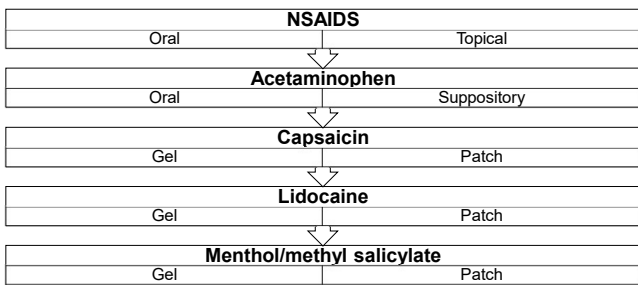 NSAIDS
Oral Topical
Acetaminophen
Oral Suppository
Capsaicin
Gel Patch
Lidocaine
Gel Patch
Menthol/methyl salicylate
Gel Patch